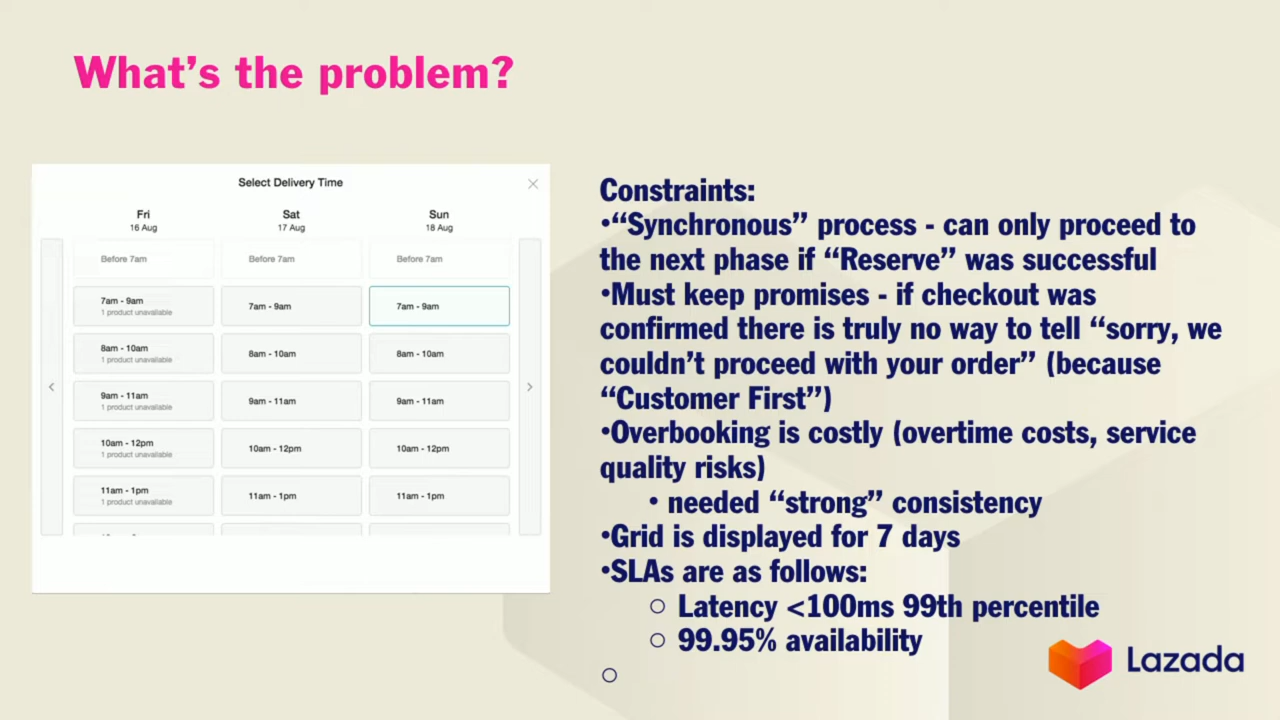 What’s the problem?
Select Delivery Time
Fri
16 Aug
Sat
17 Aug
Sun
18 Aug
Before 7am
Before 7am
Before 7am
7am - 9am
1 product unavailable
7am - 9am
7am - 9am
8am - 10am
1 product unavailable
8am - 10am
8am - 10am
9am - 11am
1 product unavailable
9am - 11am
9am - 11am
10am - 12pm
1 product unavailable
10am - 12pm
10am - 12pm
11am - 1pm
1 product unavailable
11am - 1pm
11am - 1pm
Constraints:
•“Synchronous” process - can only proceed to
the next phase if “Reserve” was successful
•Must keep promises - if checkout was
confirmed there is truly no way to tell “sorry, we
couldn’t proceed with your order” (because
“Customer First”)
•Overbooking is costly (overtime costs, service
quality risks)
• needed “strong” consistency
•Grid is displayed for 7 days
•SLAs are as follows:
○ Latency <100ms 99th percentile
○ 99.95% availability
○
Lazada